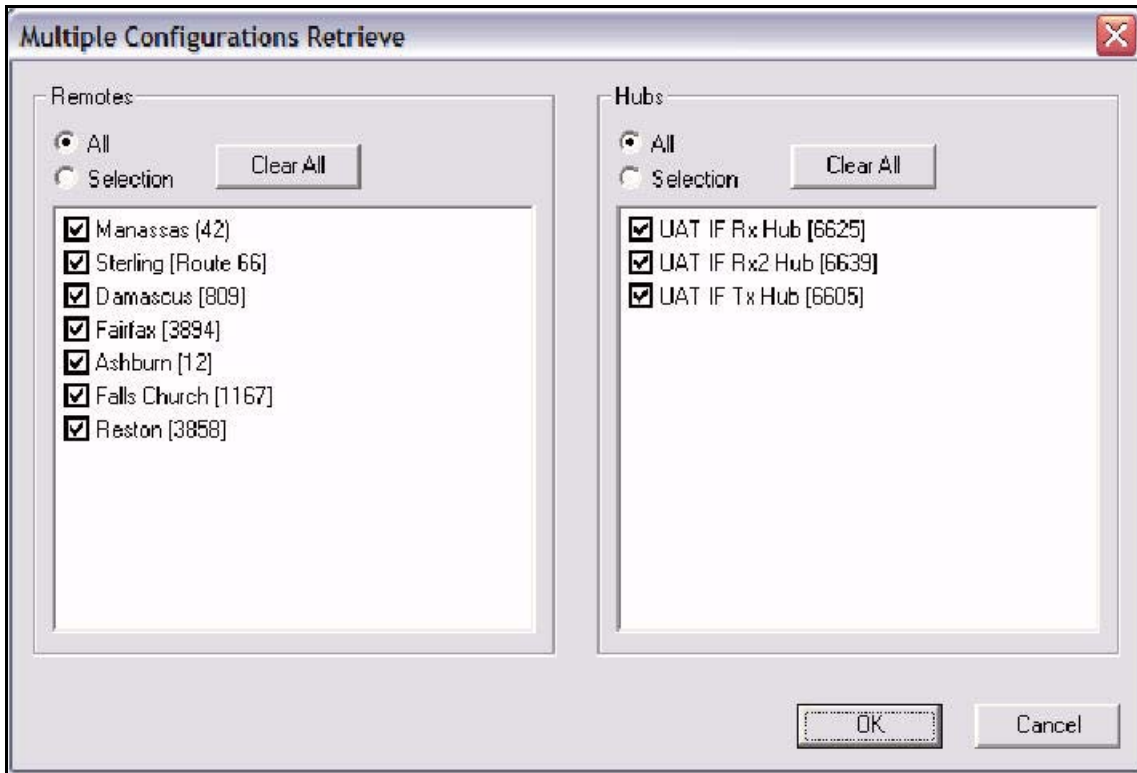 Multiple Configurations Retrieve
Remotes
All
Selection
Clear All
Manassas (42)
Sterling [Route 66]
Damascus [809]
Fairfax [3894]
Ashburn [12]
Falls Church [1167]
Reston [3858]
Hubs
All
Selection
Clear All
UAT IF Rx Hub [6625]
UAT IF Rx2 Hub [6639]
UAT IF Tx Hub [6605]
OK
Cancel